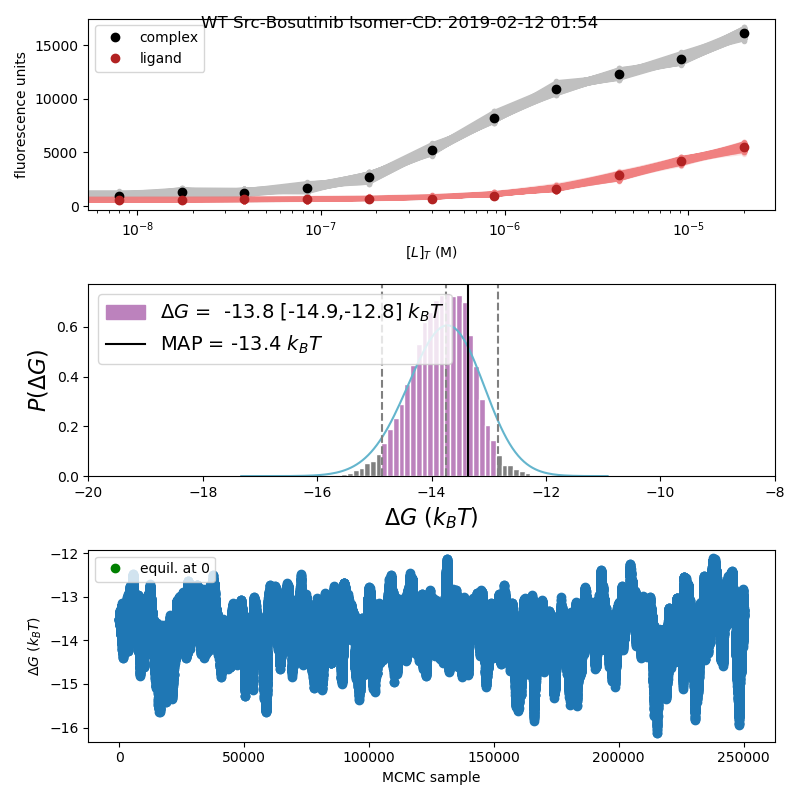 WT Src-Bosutinib Isomer-CD: 2019-02-12 01:54
complex
ligand
fluorescence units
15000
10000
5000
0
10⁻⁸
10⁻⁷
10⁻⁶
10⁻⁵
[L]_T (M)
ΔG = -13.8 [-14.9,-12.8] k_BT
MAP = -13.4 k_BT
P(ΔG)
0.6
0.4
0.2
0.0
−20
−18
−16
−14
−12
−10
−8
ΔG (k_BT)
equil. at 0
ΔG (k_BT)
−12
−13
−14
−15
−16
0
50000
100000
150000
200000
250000
MCMC sample